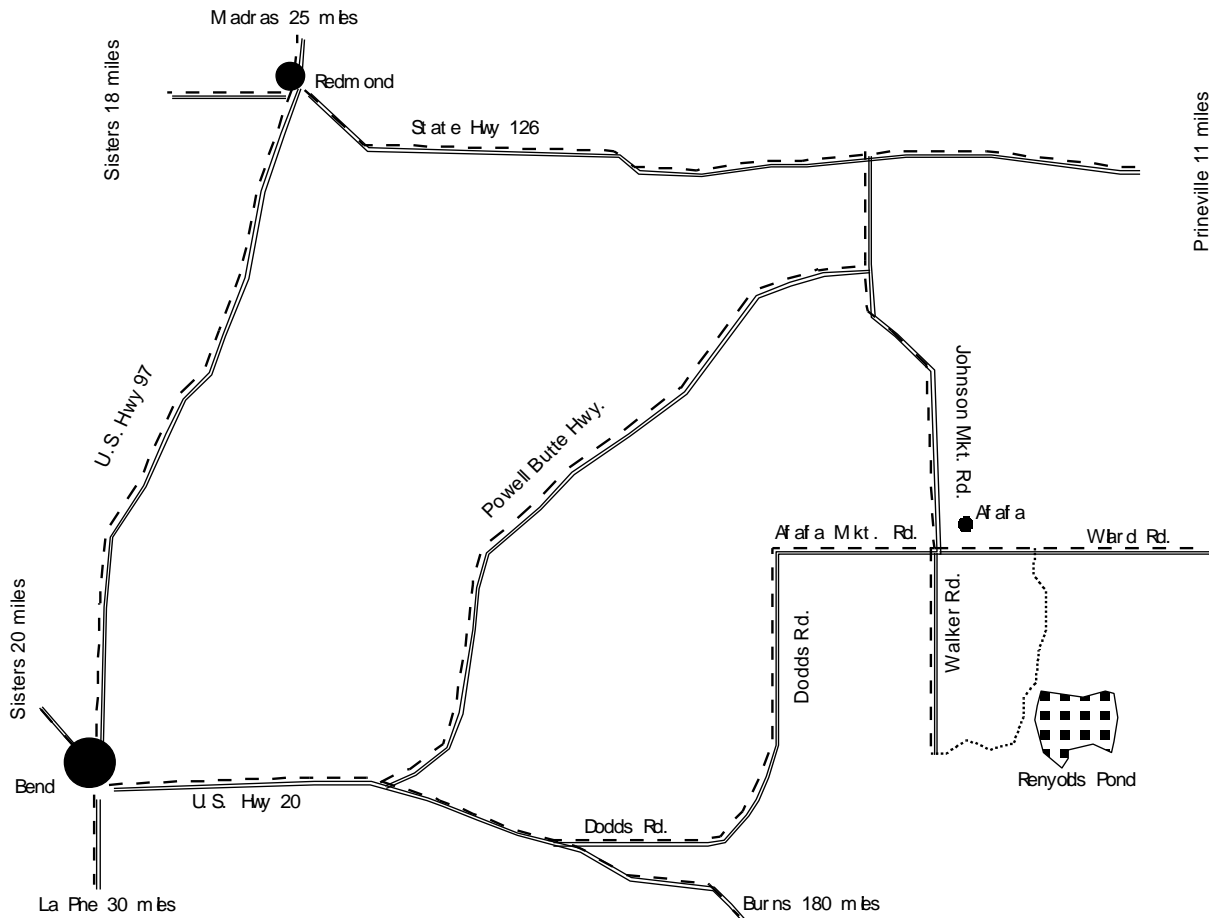 Madras 25 miles
Redmond
Sisters 18 miles
State Hwy 126
Prineville 11 miles
U.S. Hwy 97
Powell Butte Hwy.
Johnson Mkt. Rd.
Alfalfa
Alfalfa Mkt. Rd.
Willard Rd.
Dodds Rd.
Walker Rd.
Sisters 20 miles
Bend
Renyolds Pond
U.S. Hwy 20
Dodds Rd.
La Pine 30 miles
Burns 180 miles